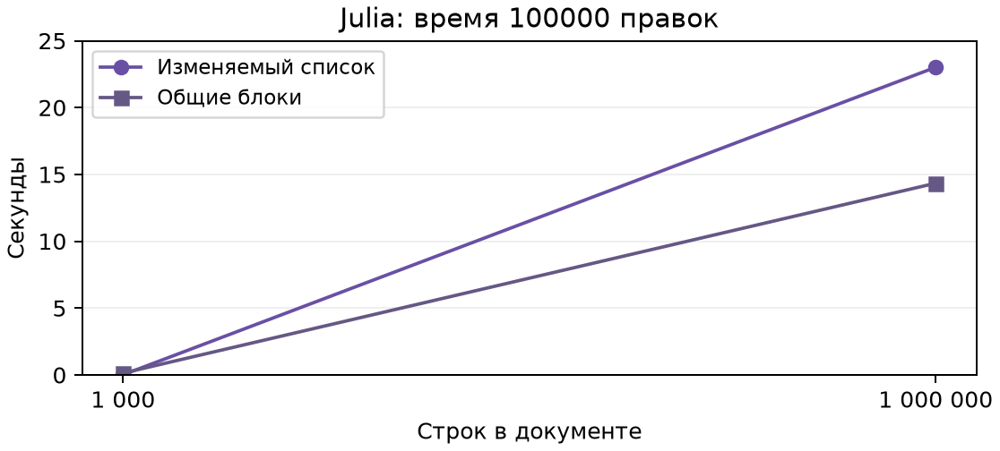 Julia: время 100000 правок
25
20
15
10
5
0
Секунды
Изменяемый список
Общие блоки
1 000
1 000 000
Строк в документе